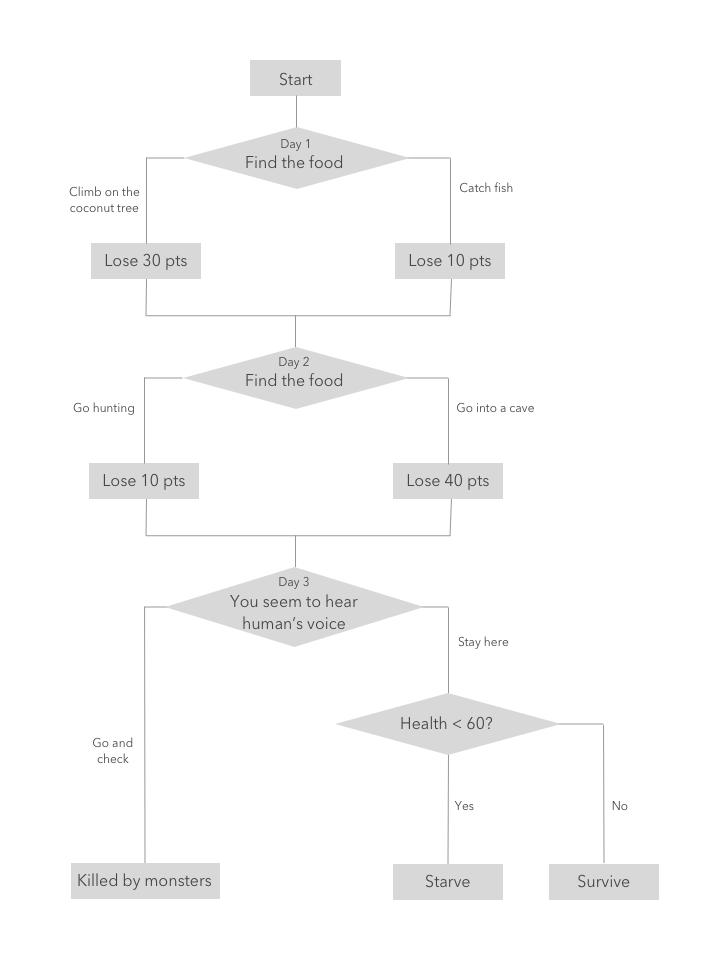 Start
Day 1
Find the food
Climb on the
coconut tree
Catch fish
Lose 30 pts
Lose 10 pts
Day 2
Find the food
Go hunting
Go into a cave
Lose 10 pts
Lose 40 pts
Day 3
You seem to hear
human’s voice
Stay here
Health < 60?
Go and
check
Yes
No
Killed by monsters
Starve
Survive